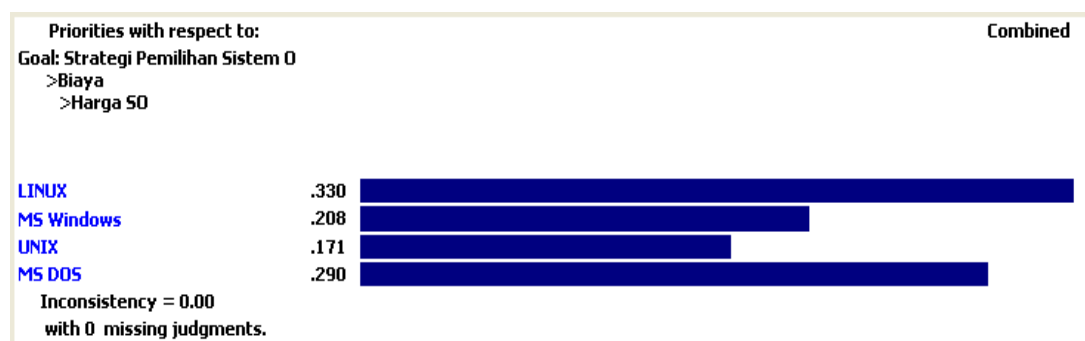 Priorities with respect to: Combined
Goal: Strategi Pemilihan Sistem O
>Biaya
>Harga SO
LINUX .330
MS Windows .208
UNIX .171
MS DOS .290
Inconsistency = 0.00
with 0 missing judgments.